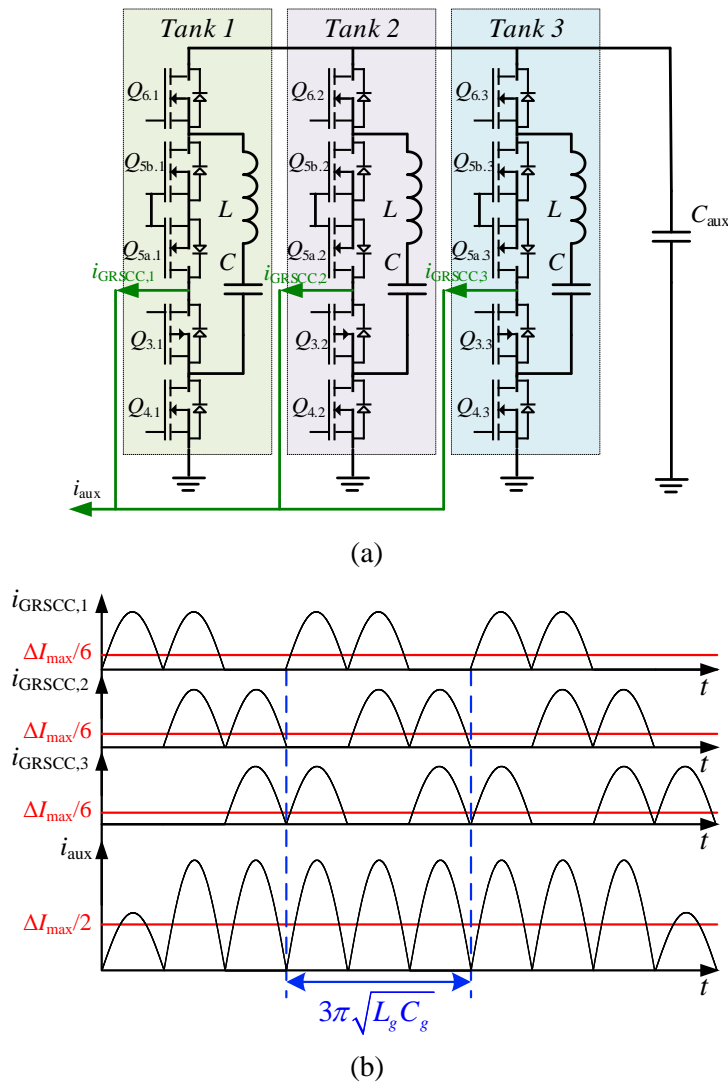 Tank 1 Tank 2 Tank 3
Q6.1 Q6.2 Q6.3
Q5b.1 Q5b.2 Q5b.3
L L L
Caux
Q5a.1 Q5a.2 Q5a.3
C C C
iGRSCC,1 iGRSCC,2 iGRSCC,3
Q3.1 Q3.2 Q3.3
Q4.1 Q4.2 Q4.3
iaux
(a)
iGRSCC,1
ΔImax/6
t
iGRSCC,2
ΔImax/6
t
iGRSCC,3
ΔImax/6
t
iaux
ΔImax/2
t
3π√LgCg
(b)